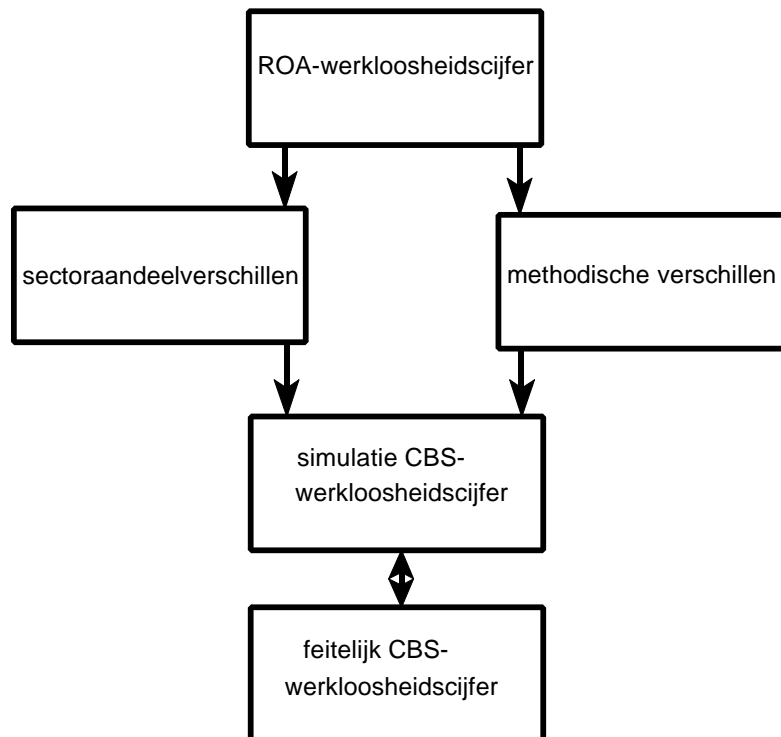 ROA-werkloosheidscijfer
sectoraandeelverschillen
methodische verschillen
simulatie CBS-
werkloosheidscijfer
feitelijk CBS-
werkloosheidscijfer